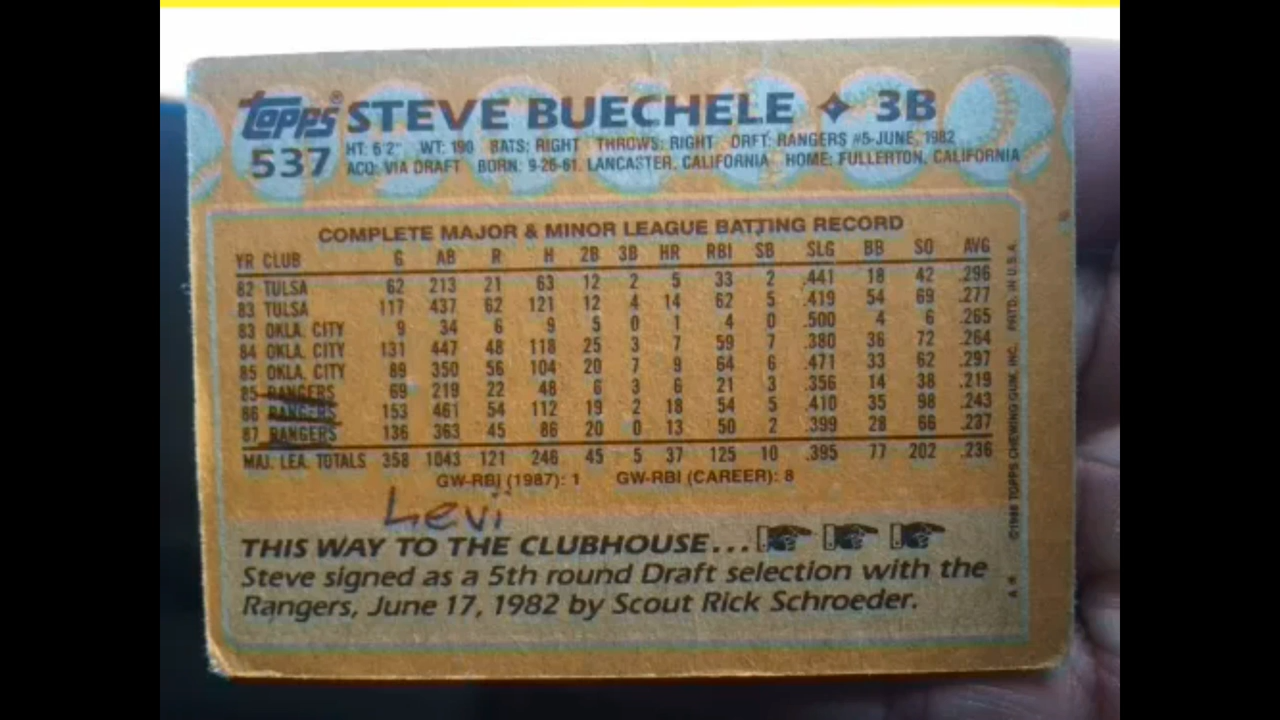 topps® STEVE BUECHELE ✦ 3B
537 HT: 6'2" WT: 190 BATS: RIGHT THROWS: RIGHT DRFT: RANGERS #5-JUNE, 1982
ACQ: VIA DRAFT BORN: 9-26-61, LANCASTER, CALIFORNIA HOME: FULLERTON, CALIFORNIA
COMPLETE MAJOR & MINOR LEAGUE BATTING RECORD
YR CLUB G AB R H 2B 3B HR RBI SB SLG BB SO AVG
82 TULSA 62 213 21 63 12 2 5 33 2 .441 18 42 .296
83 TULSA 117 437 62 121 12 4 14 62 5 .419 54 69 .277
83 OKLA. CITY 9 34 6 9 5 0 1 4 0 .500 4 6 .265
84 OKLA. CITY 131 447 48 118 25 3 7 59 7 .380 36 72 .264
85 OKLA. CITY 89 350 56 104 20 7 9 64 6 .471 33 62 .297
85 RANGERS 69 219 22 48 6 3 6 21 3 .356 14 38 .219
86 RANGERS 153 461 54 112 19 2 18 54 5 .410 35 98 .243
87 RANGERS 136 363 45 86 20 0 13 50 2 .399 28 66 .237
MAJ. LEA. TOTALS 358 1043 121 246 45 5 37 125 10 .395 77 202 .236
GW-RBI (1987): 1 GW-RBI (CAREER): 8
Levi
THIS WAY TO THE CLUBHOUSE...
Steve signed as a 5th round Draft selection with the
Rangers, June 17, 1982 by Scout Rick Schroeder.
A* ©1988 TOPPS CHEWING GUM, INC. PRTD. IN U.S.A.